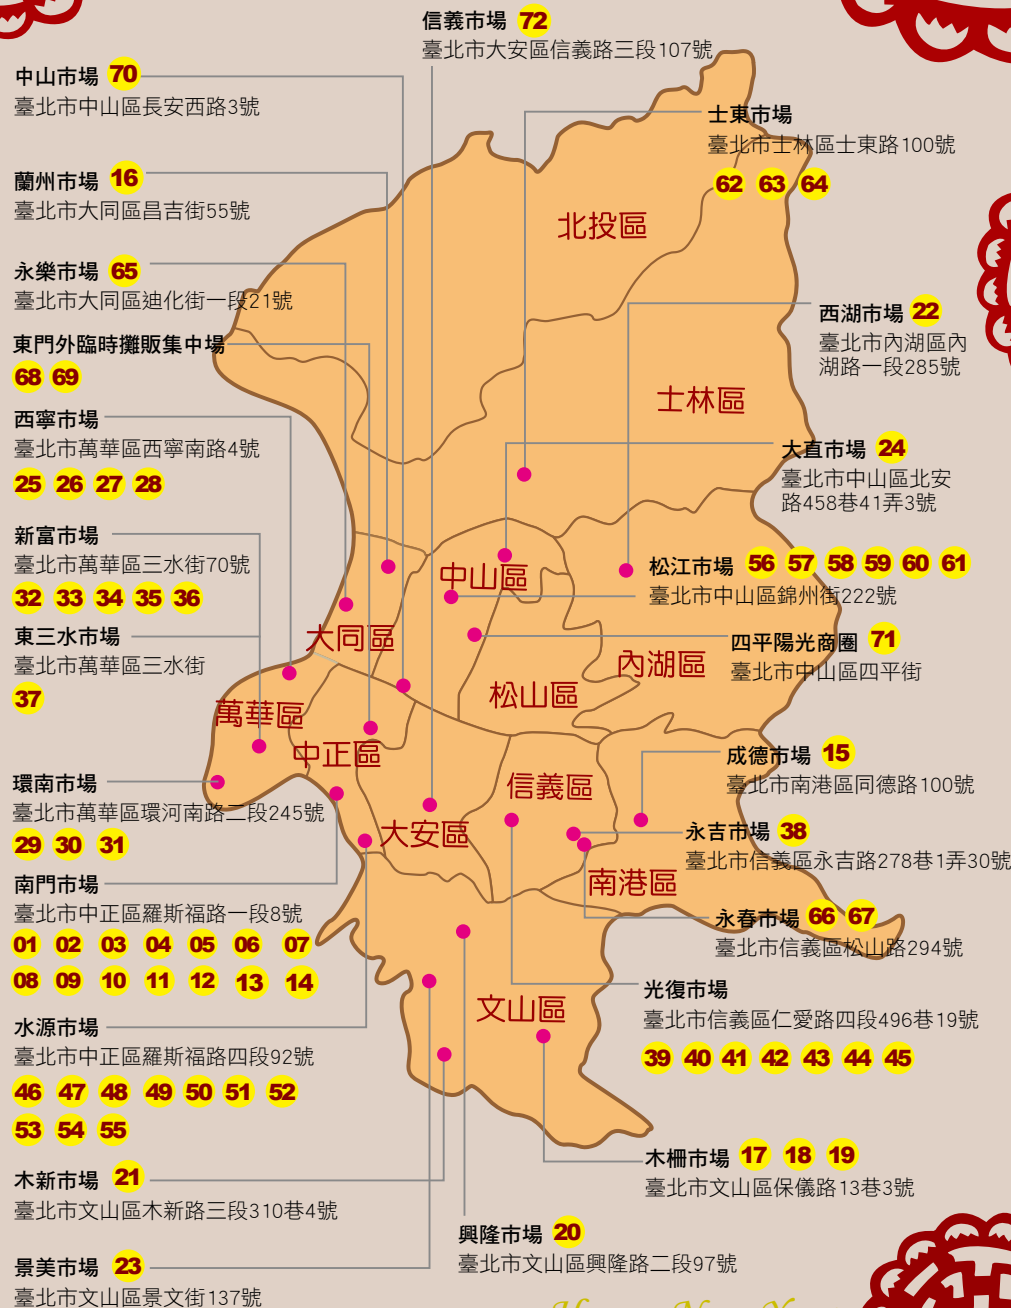 信義市場 72
臺北市大安區信義路三段107號
中山市場 70
臺北市中山區長安西路3號
蘭州市場 16
臺北市大同區昌吉街55號
永樂市場 65
臺北市大同區迪化街一段21號
東門外臨時攤販集中場
68 69
西寧市場
臺北市萬華區西寧南路4號
25 26 27 28
新富市場
臺北市萬華區三水街70號
32 33 34 35 36
東三水市場
臺北市萬華區三水街
37
環南市場
臺北市萬華區環河南路二段245號
29 30 31
南門市場
臺北市中正區羅斯福路一段8號
01 02 03 04 05 06 07
08 09 10 11 12 13 14
水源市場
臺北市中正區羅斯福路四段92號
46 47 48 49 50 51 52
53 54 55
木新市場 21
臺北市文山區木新路三段310巷4號
景美市場 23
臺北市文山區景文街137號
北投區
士林區
中山區
大同區
內湖區
松山區
萬華區
中正區
信義區
大安區
南港區
文山區
士東市場
臺北市士林區士東路100號
62 63 64
西湖市場 22
臺北市內湖區內
湖路一段285號
大直市場 24
臺北市中山區北安
路458巷41弄3號
松江市場 56 57 58 59 60 61
臺北市中山區錦州街222號
四平陽光商圈 71
臺北市中山區四平街
成德市場 15
臺北市南港區同德路100號
永吉市場 38
臺北市信義區永吉路278巷1弄30號
永春市場 66 67
臺北市信義區松山路294號
光復市場
臺北市信義區仁愛路四段496巷19號
39 40 41 42 43 44 45
木柵市場 17 18 19
臺北市文山區保儀路13巷3號
興隆市場 20
臺北市文山區興隆路二段97號